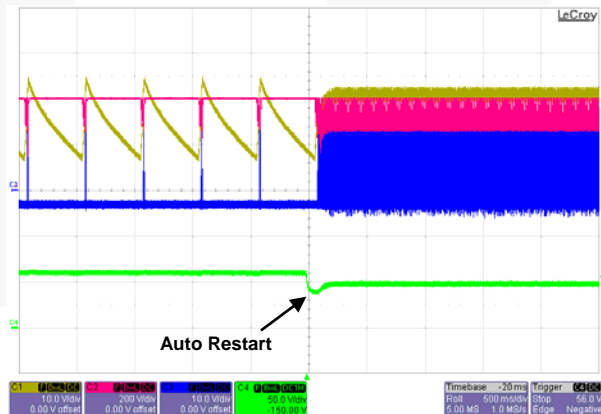 LeCroy
Auto Restart
C1
10.0 V/div
0.00 V offset
C2
200 V/div
0.00 V offset
C3
10.0 V/div
0.00 V offset
C4
50.0 V/div
-150.00 V
Timebase -20 ms
Roll 500 ms/div
5.00 MS 1.0 MS/s
Trigger C4 DC
Stop 56.0 V
Edge Negative